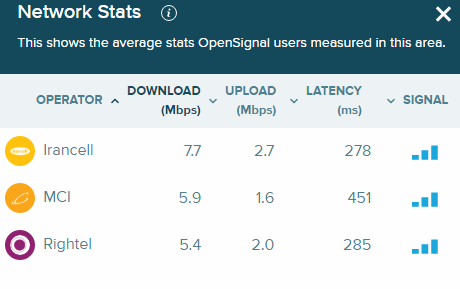 Network Stats i
This shows the average stats OpenSignal users measured in this area.
OPERATOR DOWNLOAD (Mbps) UPLOAD (Mbps) LATENCY (ms) SIGNAL
Irancell 7.7 2.7 278
MCI 5.9 1.6 451
Rightel 5.4 2.0 285